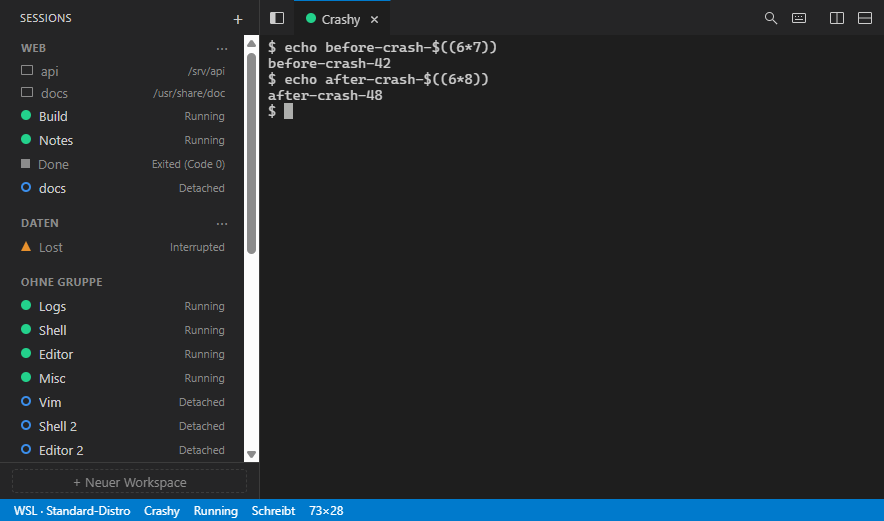 SESSIONS +
WEB ...
api /srv/api
docs /usr/share/doc
Build Running
Notes Running
Done Exited (Code 0)
docs Detached
DATEN ...
Lost Interrupted
OHNE GRUPPE
Logs Running
Shell Running
Editor Running
Misc Running
Vim Detached
Shell 2 Detached
Editor 2 Detached
+ Neuer Workspace
Crashy ×
$ echo before-crash-$((6*7))
before-crash-42
$ echo after-crash-$((6*8))
after-crash-48
$
WSL · Standard-Distro Crashy Running Schreibt 73×28